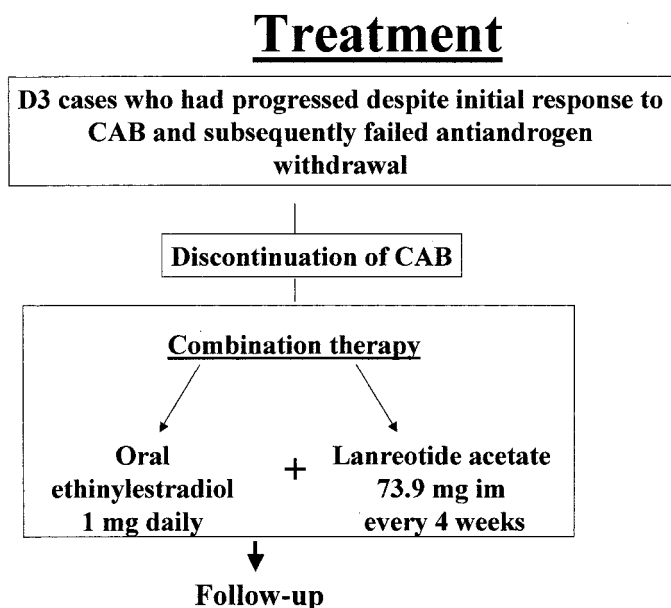 Treatment
D3 cases who had progressed despite initial response to
CAB and subsequently failed antiandrogen
withdrawal
Discontinuation of CAB
Combination therapy
Oral
ethinylestradiol
1 mg daily
+
Lanreotide acetate
73.9 mg im
every 4 weeks
Follow-up